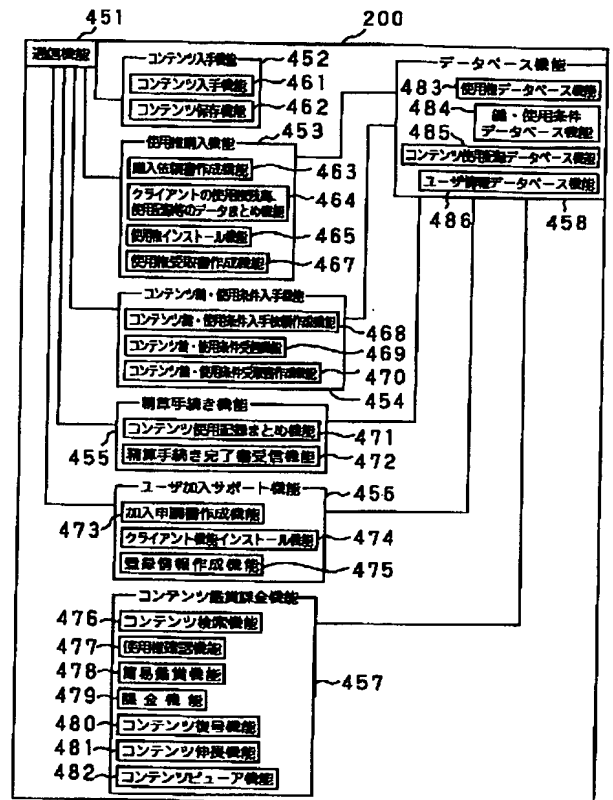 451
200
通信機能
コンテンツ入手機能
452
コンテンツ入手機能
461
コンテンツ保存機能
462
使用権購入機能
453
購入依頼書作成機能
463
クライアントの使用権残高、
使用記録等のデータまとめ機能
464
使用権インストール機能
465
使用権受取書作成機能
467
コンテンツ鍵・使用条件入手機能
コンテンツ鍵・使用条件入手依頼作成機能
468
コンテンツ鍵・使用条件受信機能
469
コンテンツ鍵・使用条件受取書作成機能
470
454
精算手続き機能
コンテンツ使用記録まとめ機能
471
455
精算手続き完了書受信機能
472
ユーザ加入サポート機能
456
473
加入申請書作成機能
クライアント機能インストール機能
474
登録情報作成機能
475
コンテンツ鑑賞課金機能
476
コンテンツ検索機能
477
使用権確認機能
478
簡易鑑賞機能
457
479
課金機能
480
コンテンツ復号機能
481
コンテンツ伸長機能
482
コンテンツビューア機能
データベース機能
483
使用権データベース機能
484
鍵・使用条件
データベース機能
485
コンテンツ使用記録データベース機能
ユーザ情報データベース機能
486
458